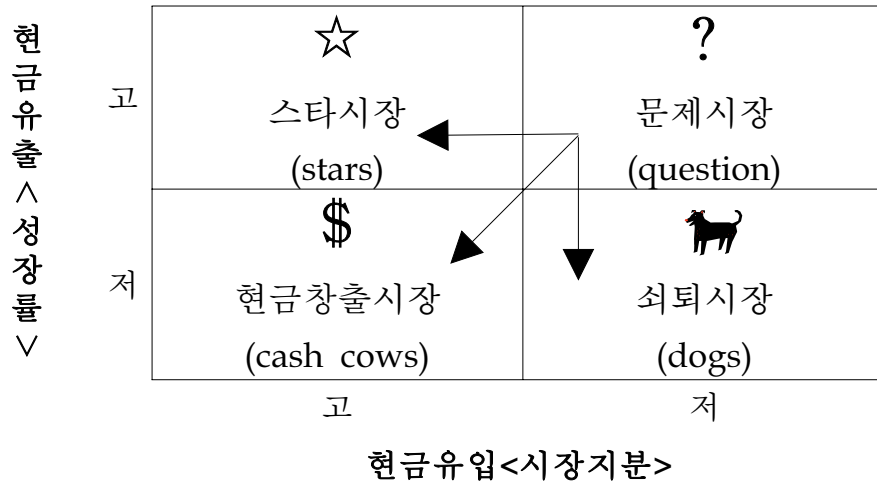 현금유출<성장률>
고
☆ ?
스타시장 문제시장
(stars) (question)
저
$
현금창출시장 쇠퇴시장
(cash cows) (dogs)
고 저
현금유입<시장지분>